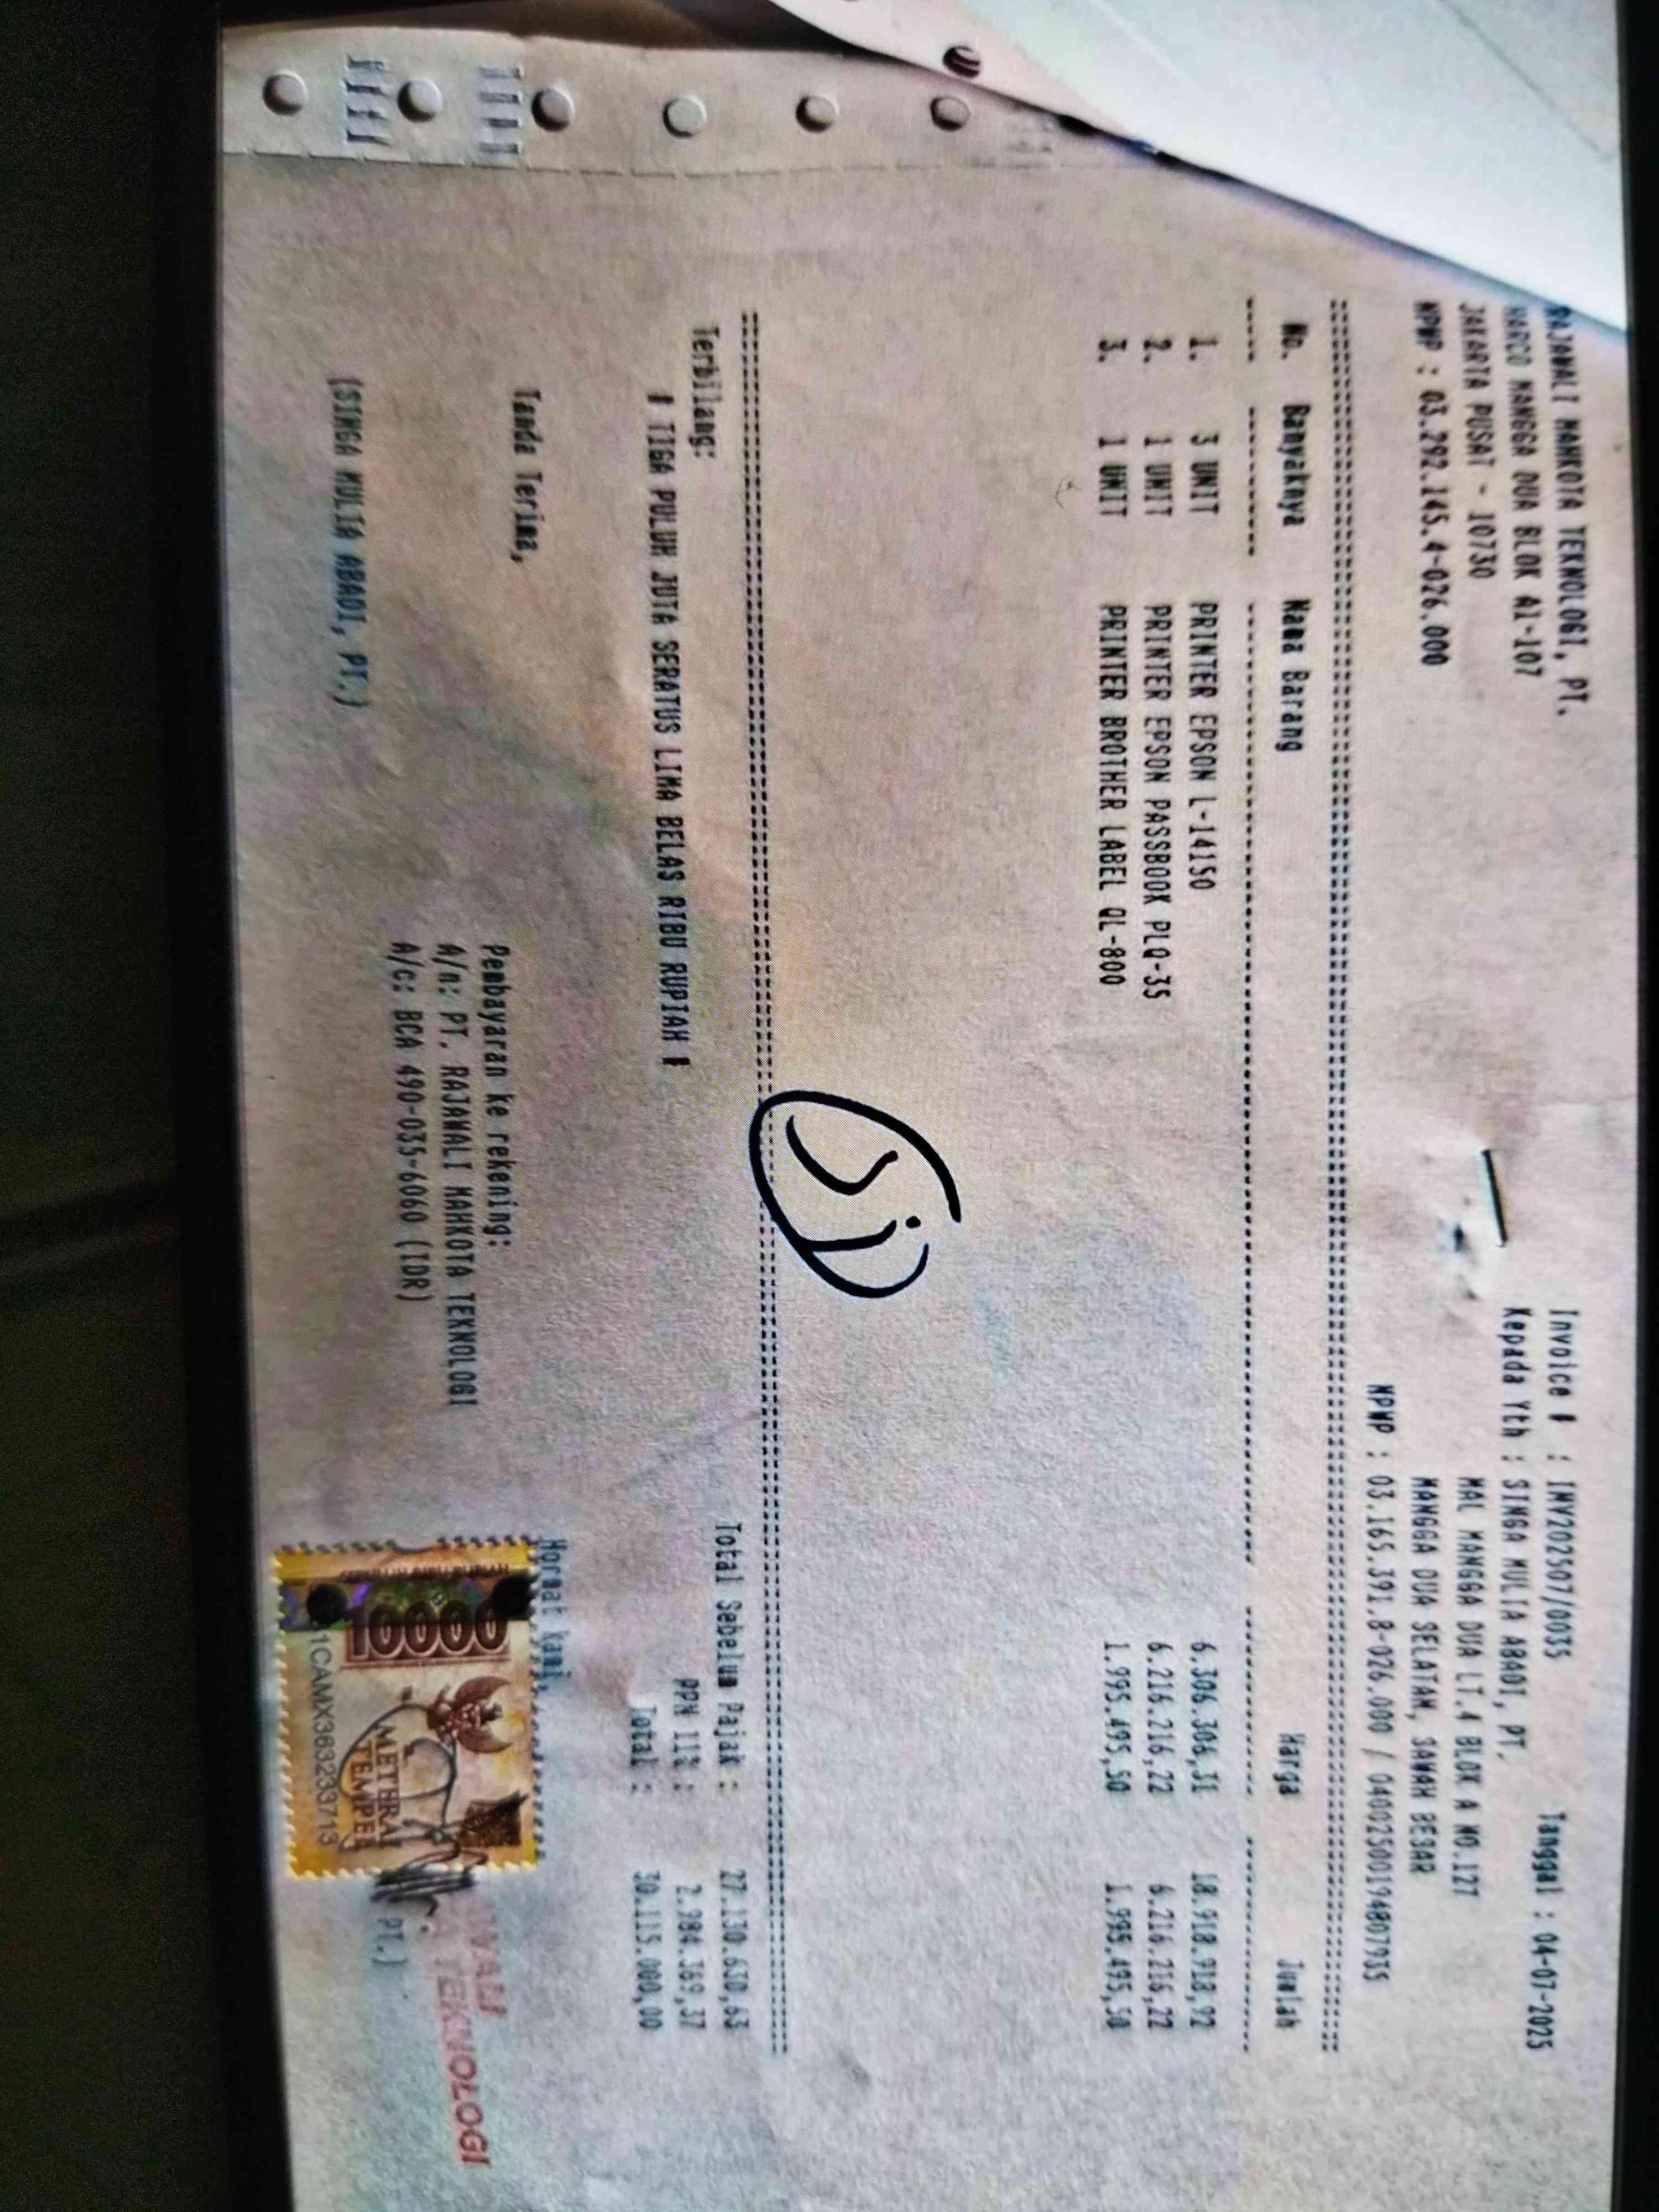 RAJAWALI MAHKOTA TEKNOLOGI, PT.
HARCO MANGGA DUA BLOK A1-107
JAKARTA PUSAT - 10730
NPWP : 03.292.145.4-026.000
Invoice # : INV202507/0035 Tanggal : 04-07-2025
Kepada Yth : SINGA MULIA ABADI, PT.
MAL MANGGA DUA LT.4 BLOK A NO.127
MANGGA DUA SELATAN, SAWAH BESAR
NPWP : 03.165.391.8-026.000 / 0400250019480793S
No. Banyaknya Nama Barang Harga Jumlah
1. 3 UNIT PRINTER EPSON L-14150 6.306.306,31 18.918.918,92
2. 1 UNIT PRINTER EPSON PASSBOOK PLQ-35 6.216.216,22 6.216.216,22
3. 1 UNIT PRINTER BROTHER LABEL QL-800 1.995.495,50 1.995.495,50
Total Sebelum Pajak : 27.130.630,63
PPN 11% : 2.984.369,37
Total : 30.115.000,00
Terbilang:
# TIGA PULUH JUTA SERATUS LIMA BELAS RIBU RUPIAH #
Tanda Terima,
(SINGA MULIA ABADI, PT.)
Pembayaran ke rekening:
A/n: PT. RAJAWALI MAHKOTA TEKNOLOGI
A/c: BCA 490-035-6060 (IDR)
Hormat kami,
10000
METERAI
TEMPEL
1CAMX363233713
WALI
TEKNOLOGI
PT.)